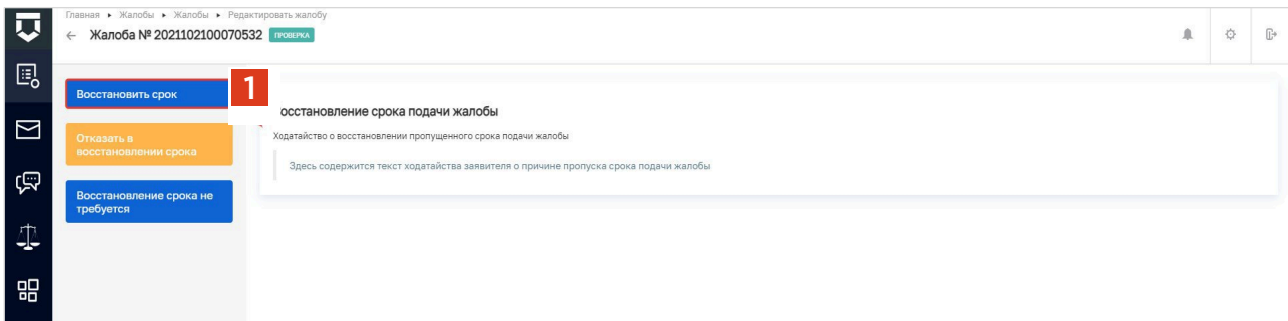 Главная ▸ Жалобы ▸ Жалобы ▸ Редактировать жалобу
← Жалоба № 2021102100070532 ПРОВЕРКА
Восстановить срок
1
осстановление срока подачи жалобы
Отказать в
восстановлении срока
Ходатайство о восстановлении пропущенного срока подачи жалобы
Здесь содержится текст ходатайства заявителя о причине пропуска срока подачи жалобы
Восстановление срока не
требуется